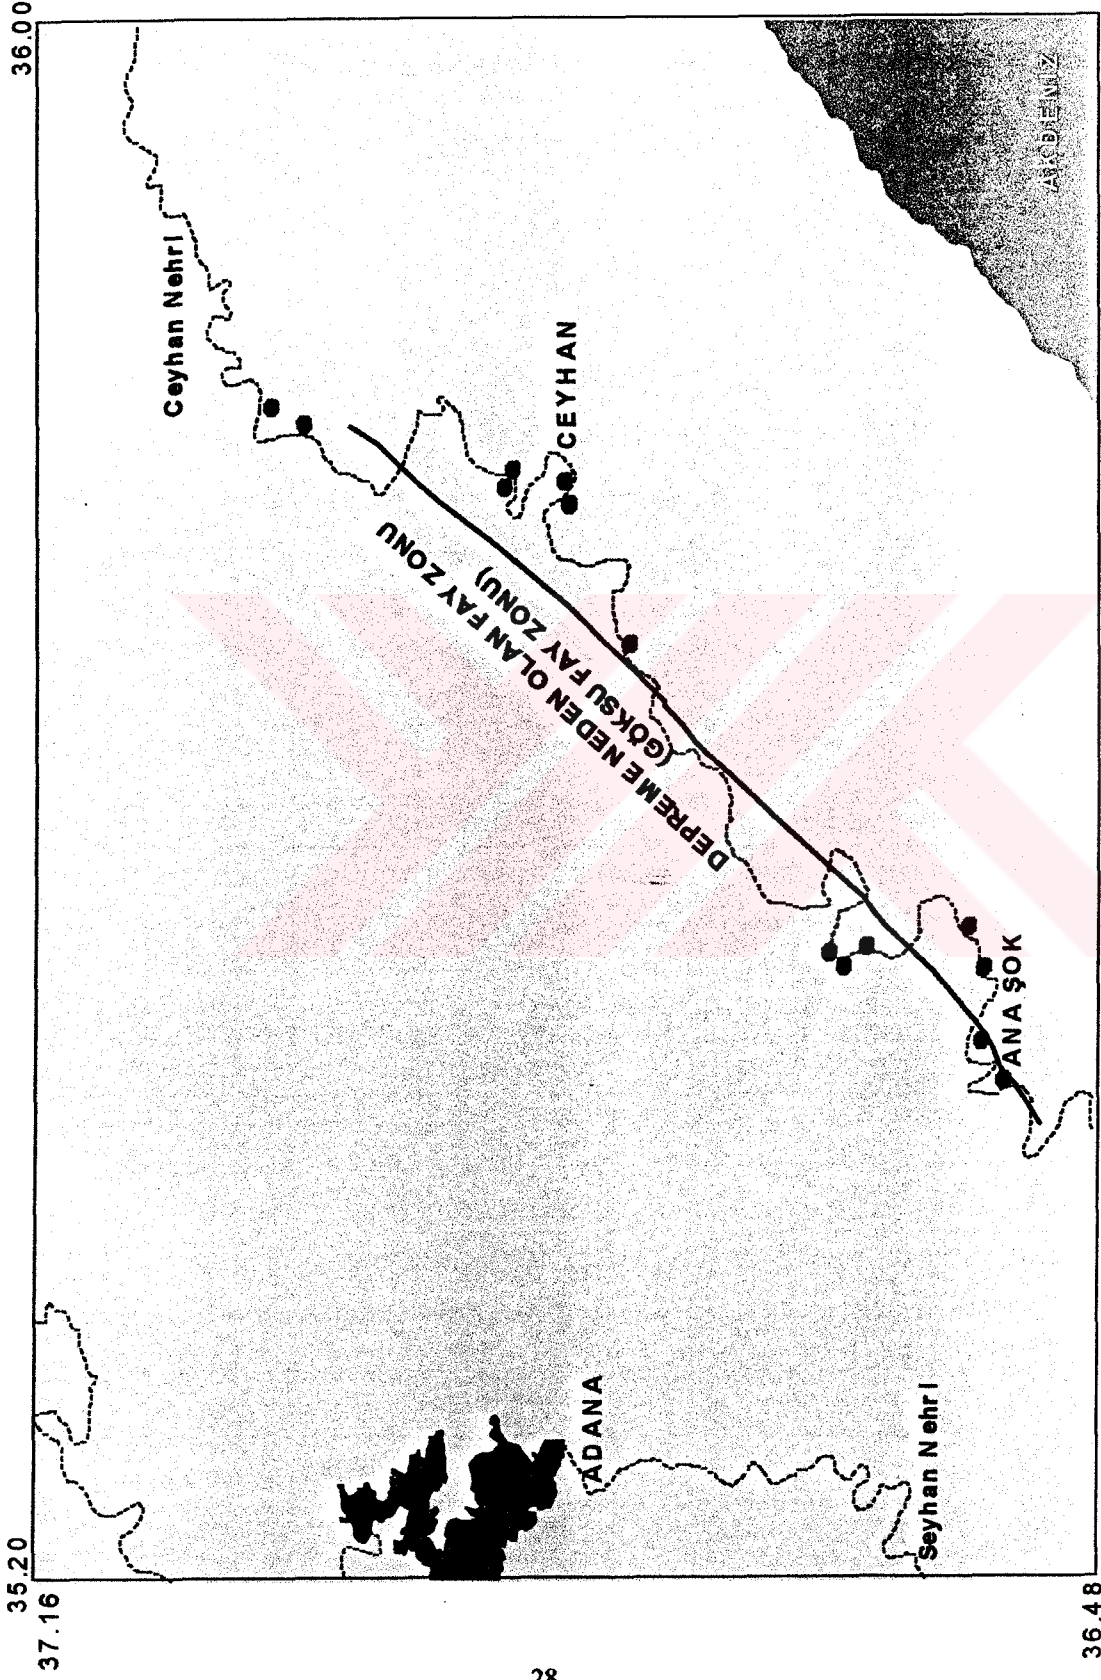 35.20
36.00
37.16
Ceyhan Nehri
CEYHAN
DEPREME NEDEN OLAN FAY ZONU
(GÖKSU FAY ZONU)
ADANA
ANA ŞOK
Seyhan Nehri
AKDENİZ
36.48
28